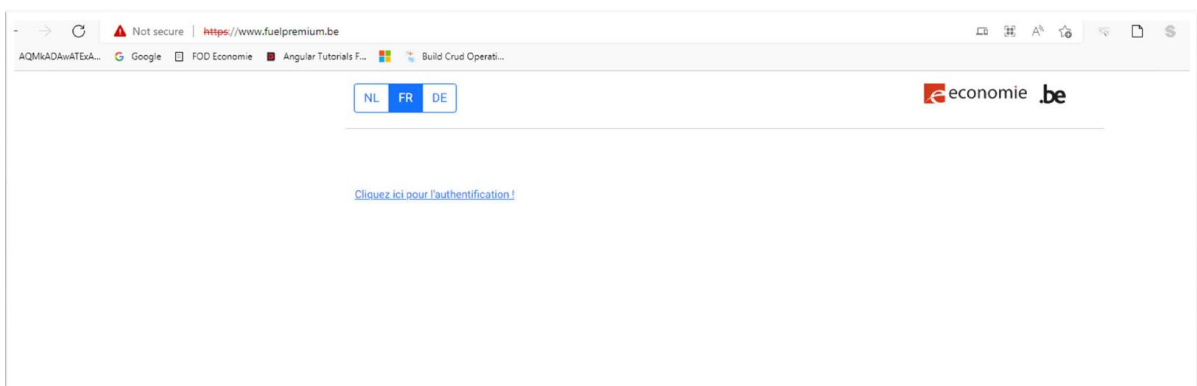 Not secure | https://www.fuelpremium.be
AQMkADAwATExA... Google FOD Economie Angular Tutorials F... Build Crud Operati...
NL FR DE
economie .be
Cliquez ici pour l'authentification !